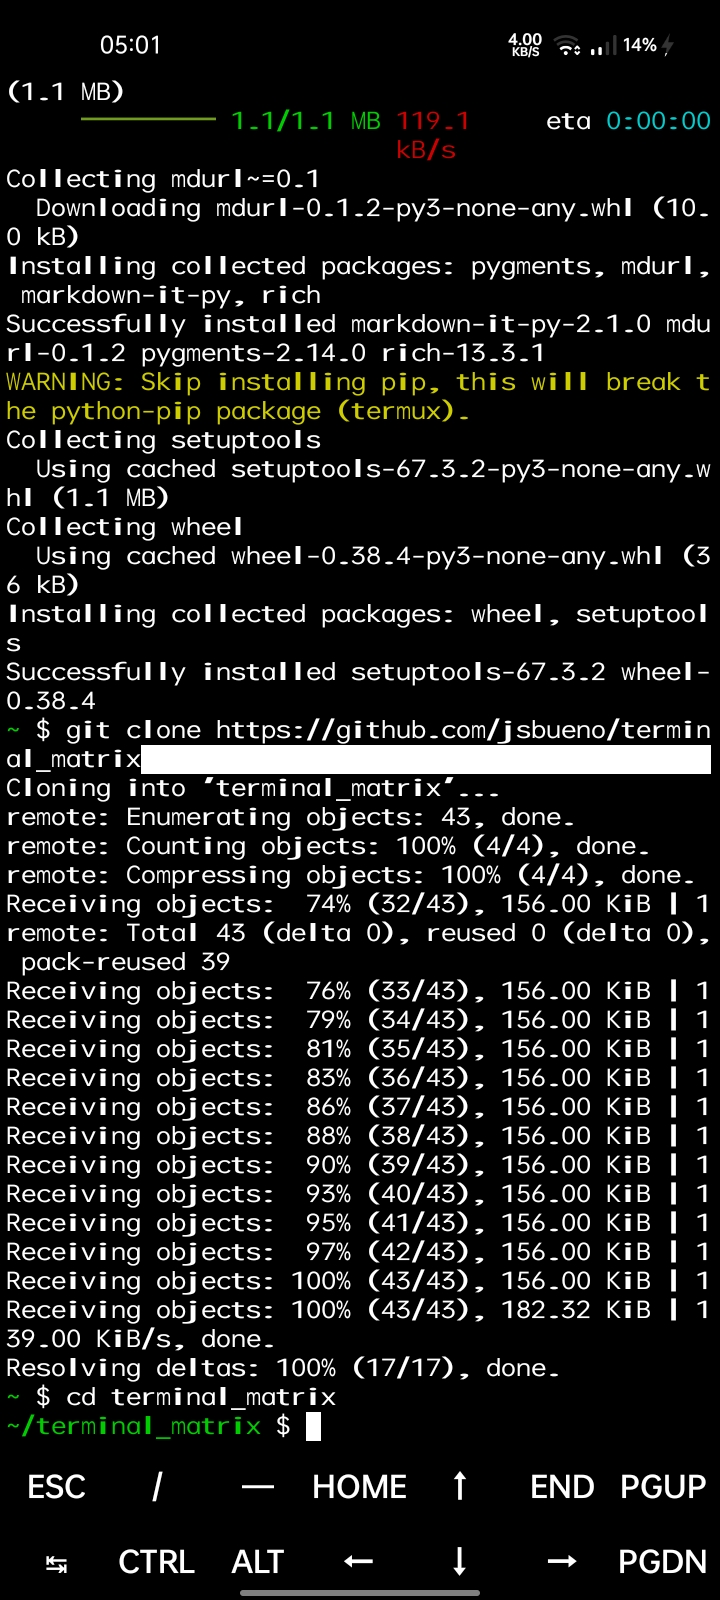 05:01
4.00 KB/S
14%
(1.1 MB)
1.1/1.1 MB 119.1 eta 0:00:00
kB/s
Collecting mdurl~=0.1
  Downloading mdurl-0.1.2-py3-none-any.whl (10.
0 kB)
Installing collected packages: pygments, mdurl,
 markdown-it-py, rich
Successfully installed markdown-it-py-2.1.0 mdu
rl-0.1.2 pygments-2.14.0 rich-13.3.1
WARNING: Skip installing pip, this will break t
he python-pip package (termux).
Collecting setuptools
  Using cached setuptools-67.3.2-py3-none-any.w
hl (1.1 MB)
Collecting wheel
  Using cached wheel-0.38.4-py3-none-any.whl (3
6 kB)
Installing collected packages: wheel, setuptool
s
Successfully installed setuptools-67.3.2 wheel-
0.38.4
~ $ git clone https://github.com/jsbueno/termin
al_matrix
Cloning into 'terminal_matrix'...
remote: Enumerating objects: 43, done.
remote: Counting objects: 100% (4/4), done.
remote: Compressing objects: 100% (4/4), done.
Receiving objects:  74% (32/43), 156.00 KiB | 1
remote: Total 43 (delta 0), reused 0 (delta 0),
 pack-reused 39
Receiving objects:  76% (33/43), 156.00 KiB | 1
Receiving objects:  79% (34/43), 156.00 KiB | 1
Receiving objects:  81% (35/43), 156.00 KiB | 1
Receiving objects:  83% (36/43), 156.00 KiB | 1
Receiving objects:  86% (37/43), 156.00 KiB | 1
Receiving objects:  88% (38/43), 156.00 KiB | 1
Receiving objects:  90% (39/43), 156.00 KiB | 1
Receiving objects:  93% (40/43), 156.00 KiB | 1
Receiving objects:  95% (41/43), 156.00 KiB | 1
Receiving objects:  97% (42/43), 156.00 KiB | 1
Receiving objects: 100% (43/43), 156.00 KiB | 1
Receiving objects: 100% (43/43), 182.32 KiB | 1
39.00 KiB/s, done.
Resolving deltas: 100% (17/17), done.
~ $ cd terminal_matrix
~/terminal_matrix $
ESC / — HOME ↑ END PGUP
↹ CTRL ALT ← ↓ → PGDN